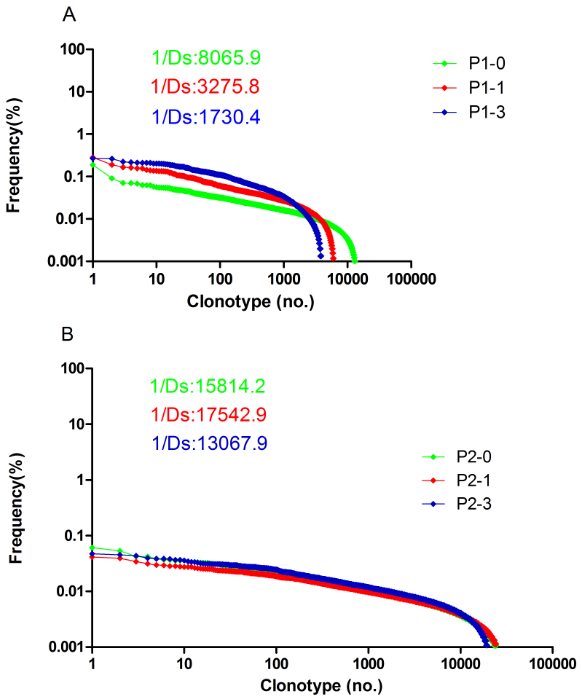 A
100
10
1
0.1
0.01
0.001
Frequency(%)
1/Ds:8065.9
1/Ds:3275.8
1/Ds:1730.4
P1-0
P1-1
P1-3
1 10 100 1000 10000 100000
Clonotype (no.)
B
100
10
1
0.1
0.01
0.001
Frequency(%)
1/Ds:15814.2
1/Ds:17542.9
1/Ds:13067.9
P2-0
P2-1
P2-3
1 10 100 1000 10000 100000
Clonotype (no.)